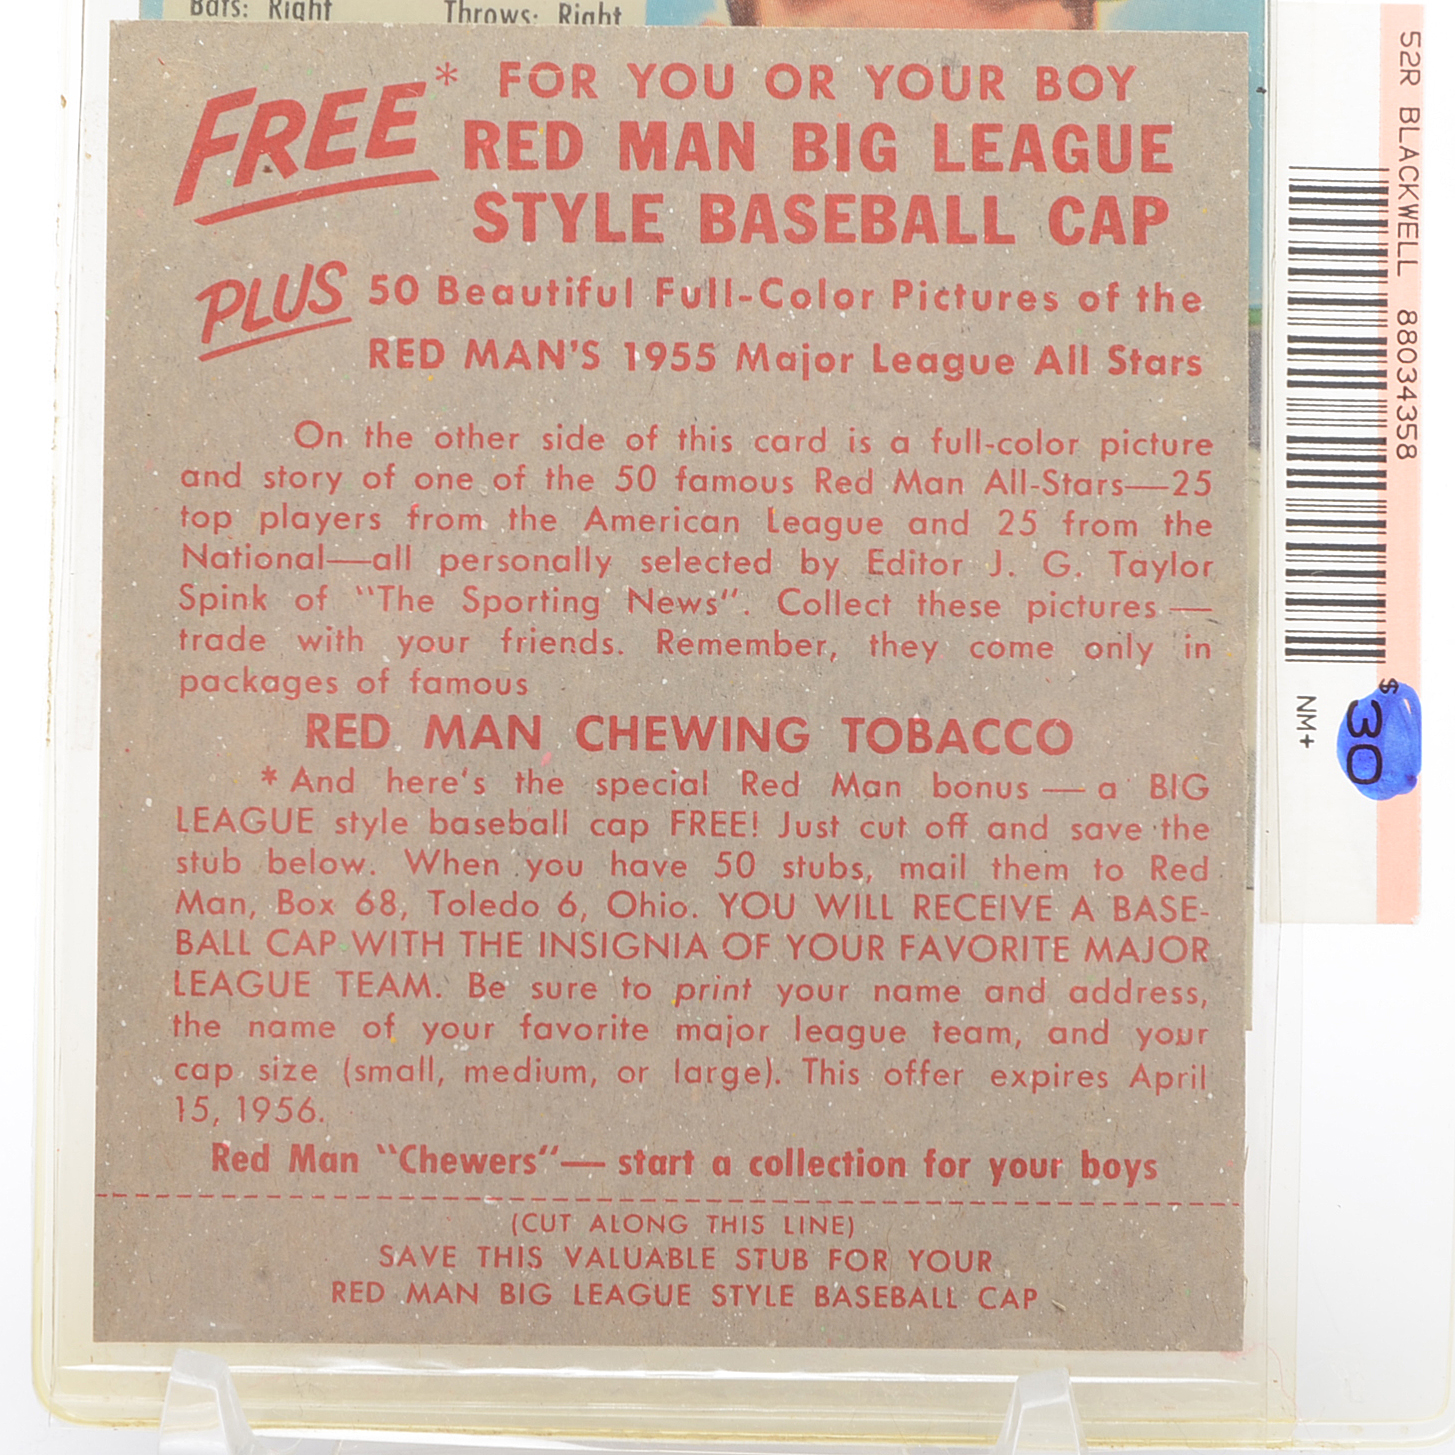 Bats: Right Throws: Right
FREE* FOR YOU OR YOUR BOY
RED MAN BIG LEAGUE
STYLE BASEBALL CAP
PLUS 50 Beautiful Full-Color Pictures of the
RED MAN'S 1955 Major League All Stars
On the other side of this card is a full-color picture
and story of one of the 50 famous Red Man All-Stars—25
top players from the American League and 25 from the
National—all personally selected by Editor J. G. Taylor
Spink of "The Sporting News". Collect these pictures—
trade with your friends. Remember, they come only in
packages of famous
RED MAN CHEWING TOBACCO
*And here's the special Red Man bonus — a BIG
LEAGUE style baseball cap FREE! Just cut off and save the
stub below. When you have 50 stubs, mail them to Red
Man, Box 68, Toledo 6, Ohio. YOU WILL RECEIVE A BASE-
BALL CAP WITH THE INSIGNIA OF YOUR FAVORITE MAJOR
LEAGUE TEAM. Be sure to print your name and address,
the name of your favorite major league team, and your
cap size (small, medium, or large). This offer expires April
15, 1956.
Red Man "Chewers"— start a collection for your boys
(CUT ALONG THIS LINE)
SAVE THIS VALUABLE STUB FOR YOUR
RED MAN BIG LEAGUE STYLE BASEBALL CAP
52R BLACKWELL 88034358
$30
NM+